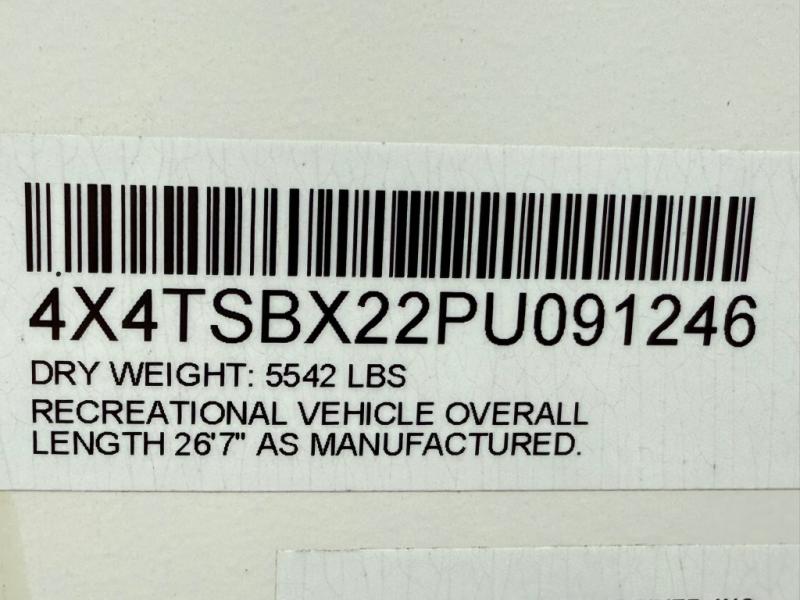 4X4TSBX22PU091246
DRY WEIGHT: 5542 LBS
RECREATIONAL VEHICLE OVERALL
LENGTH 26'7" AS MANUFACTURED.